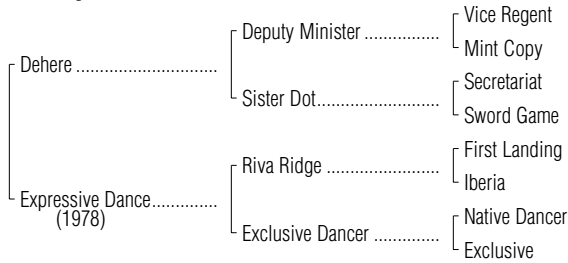 Vice Regent
Deputy Minister ................
Mint Copy
Dehere ..............................
Secretariat
Sister Dot..........................
Sword Game
First Landing
Riva Ridge ........................
Iberia
Expressive Dance..............
(1978)
Native Dancer
Exclusive Dancer ..............
Exclusive